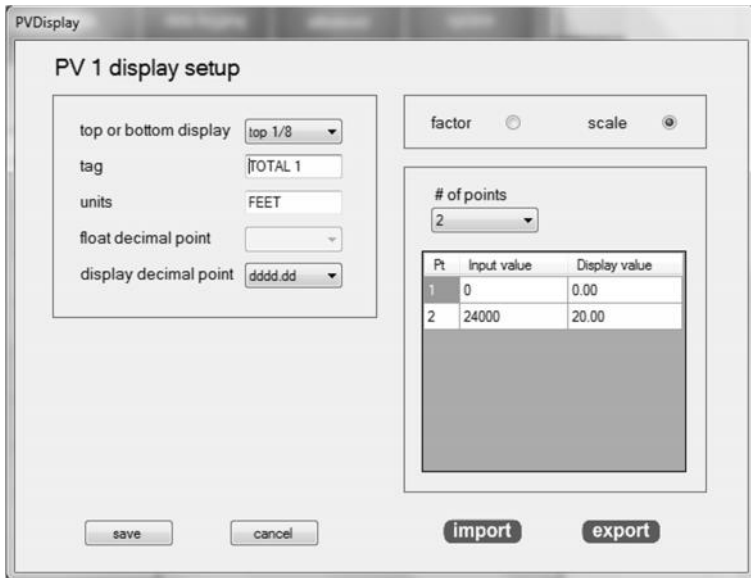 PVDisplay
PV 1 display setup
top or bottom display top 1/8
tag TOTAL 1
units FEET
float decimal point
display decimal point dddd.dd
factor scale
# of points
2
Pt Input value Display value
1 0 0.00
2 24000 20.00
save cancel import export